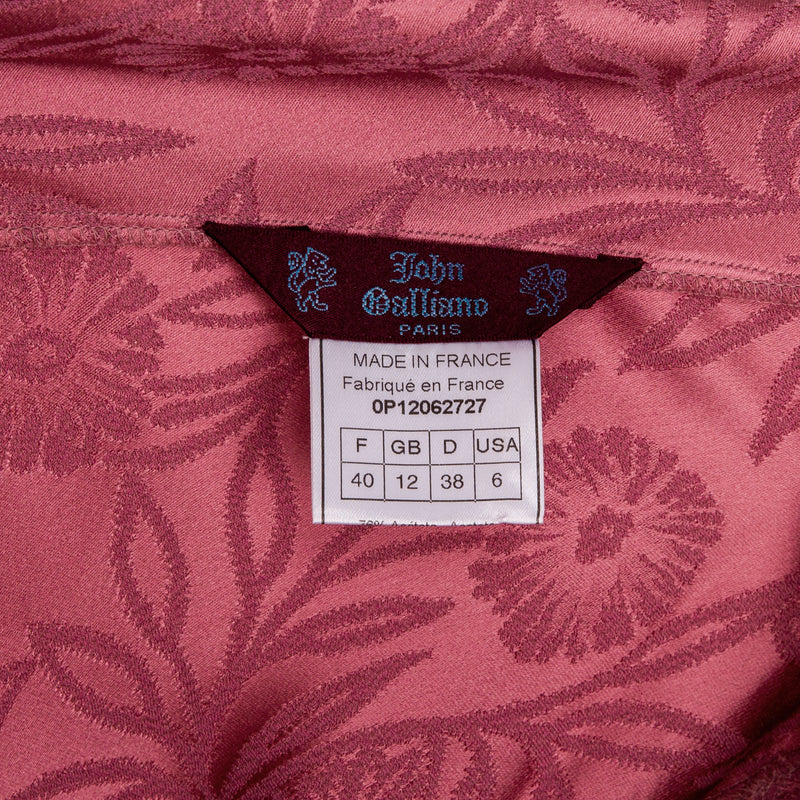 John
Galliano
PARIS
MADE IN FRANCE
Fabriqué en France
0P12062727
F GB D USA
40 12 38 6